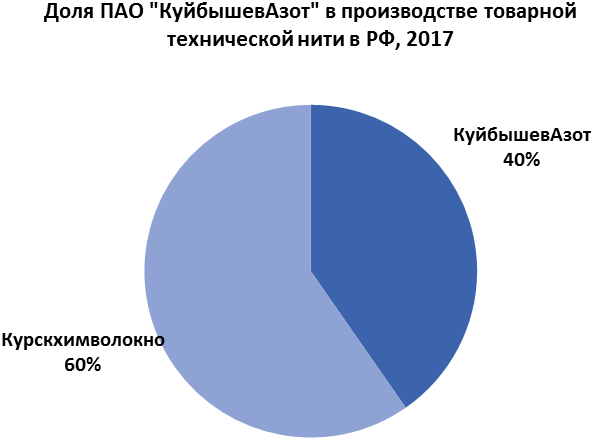 Доля ПАО "КуйбышевАзот" в производстве товарной
технической нити в РФ, 2017
КуйбышевАзот
40%
Курскхимволокно
60%